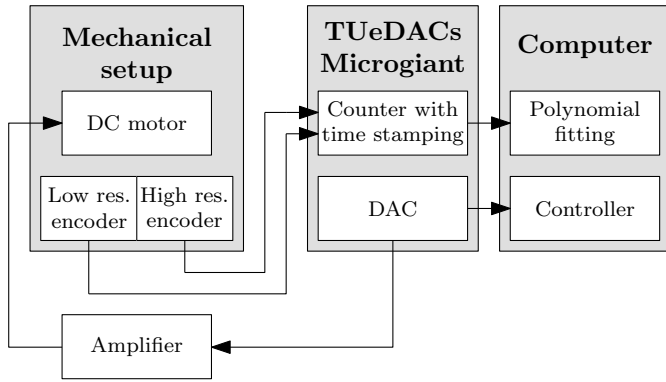 Mechanical
setup
DC motor
Low res.
encoder
High res.
encoder
TUeDACs
Microgiant
Counter with
time stamping
DAC
Computer
Polynomial
fitting
Controller
Amplifier